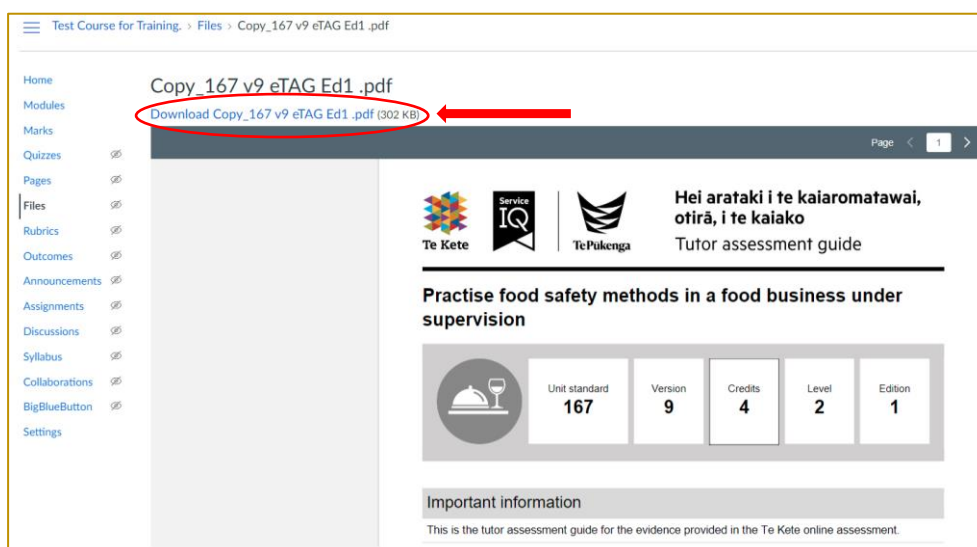 Test Course for Training. > Files > Copy_167 v9 eTAG Ed1 .pdf
Home
Modules
Marks
Quizzes
Pages
Files
Rubrics
Outcomes
Announcements
Assignments
Discussions
Syllabus
Collaborations
BigBlueButton
Settings
Copy_167 v9 eTAG Ed1 .pdf
Download Copy_167 v9 eTAG Ed1 .pdf (302 KB)
Page < 1 >
Te Kete
Service
IQ
TePūkenga
Hei arataki i te kaiaromatawai,
otirā, i te kaiako
Tutor assessment guide
Practise food safety methods in a food business under
supervision
Unit standard
167
Version
9
Credits
4
Level
2
Edition
1
Important information
This is the tutor assessment guide for the evidence provided in the Te Kete online assessment.